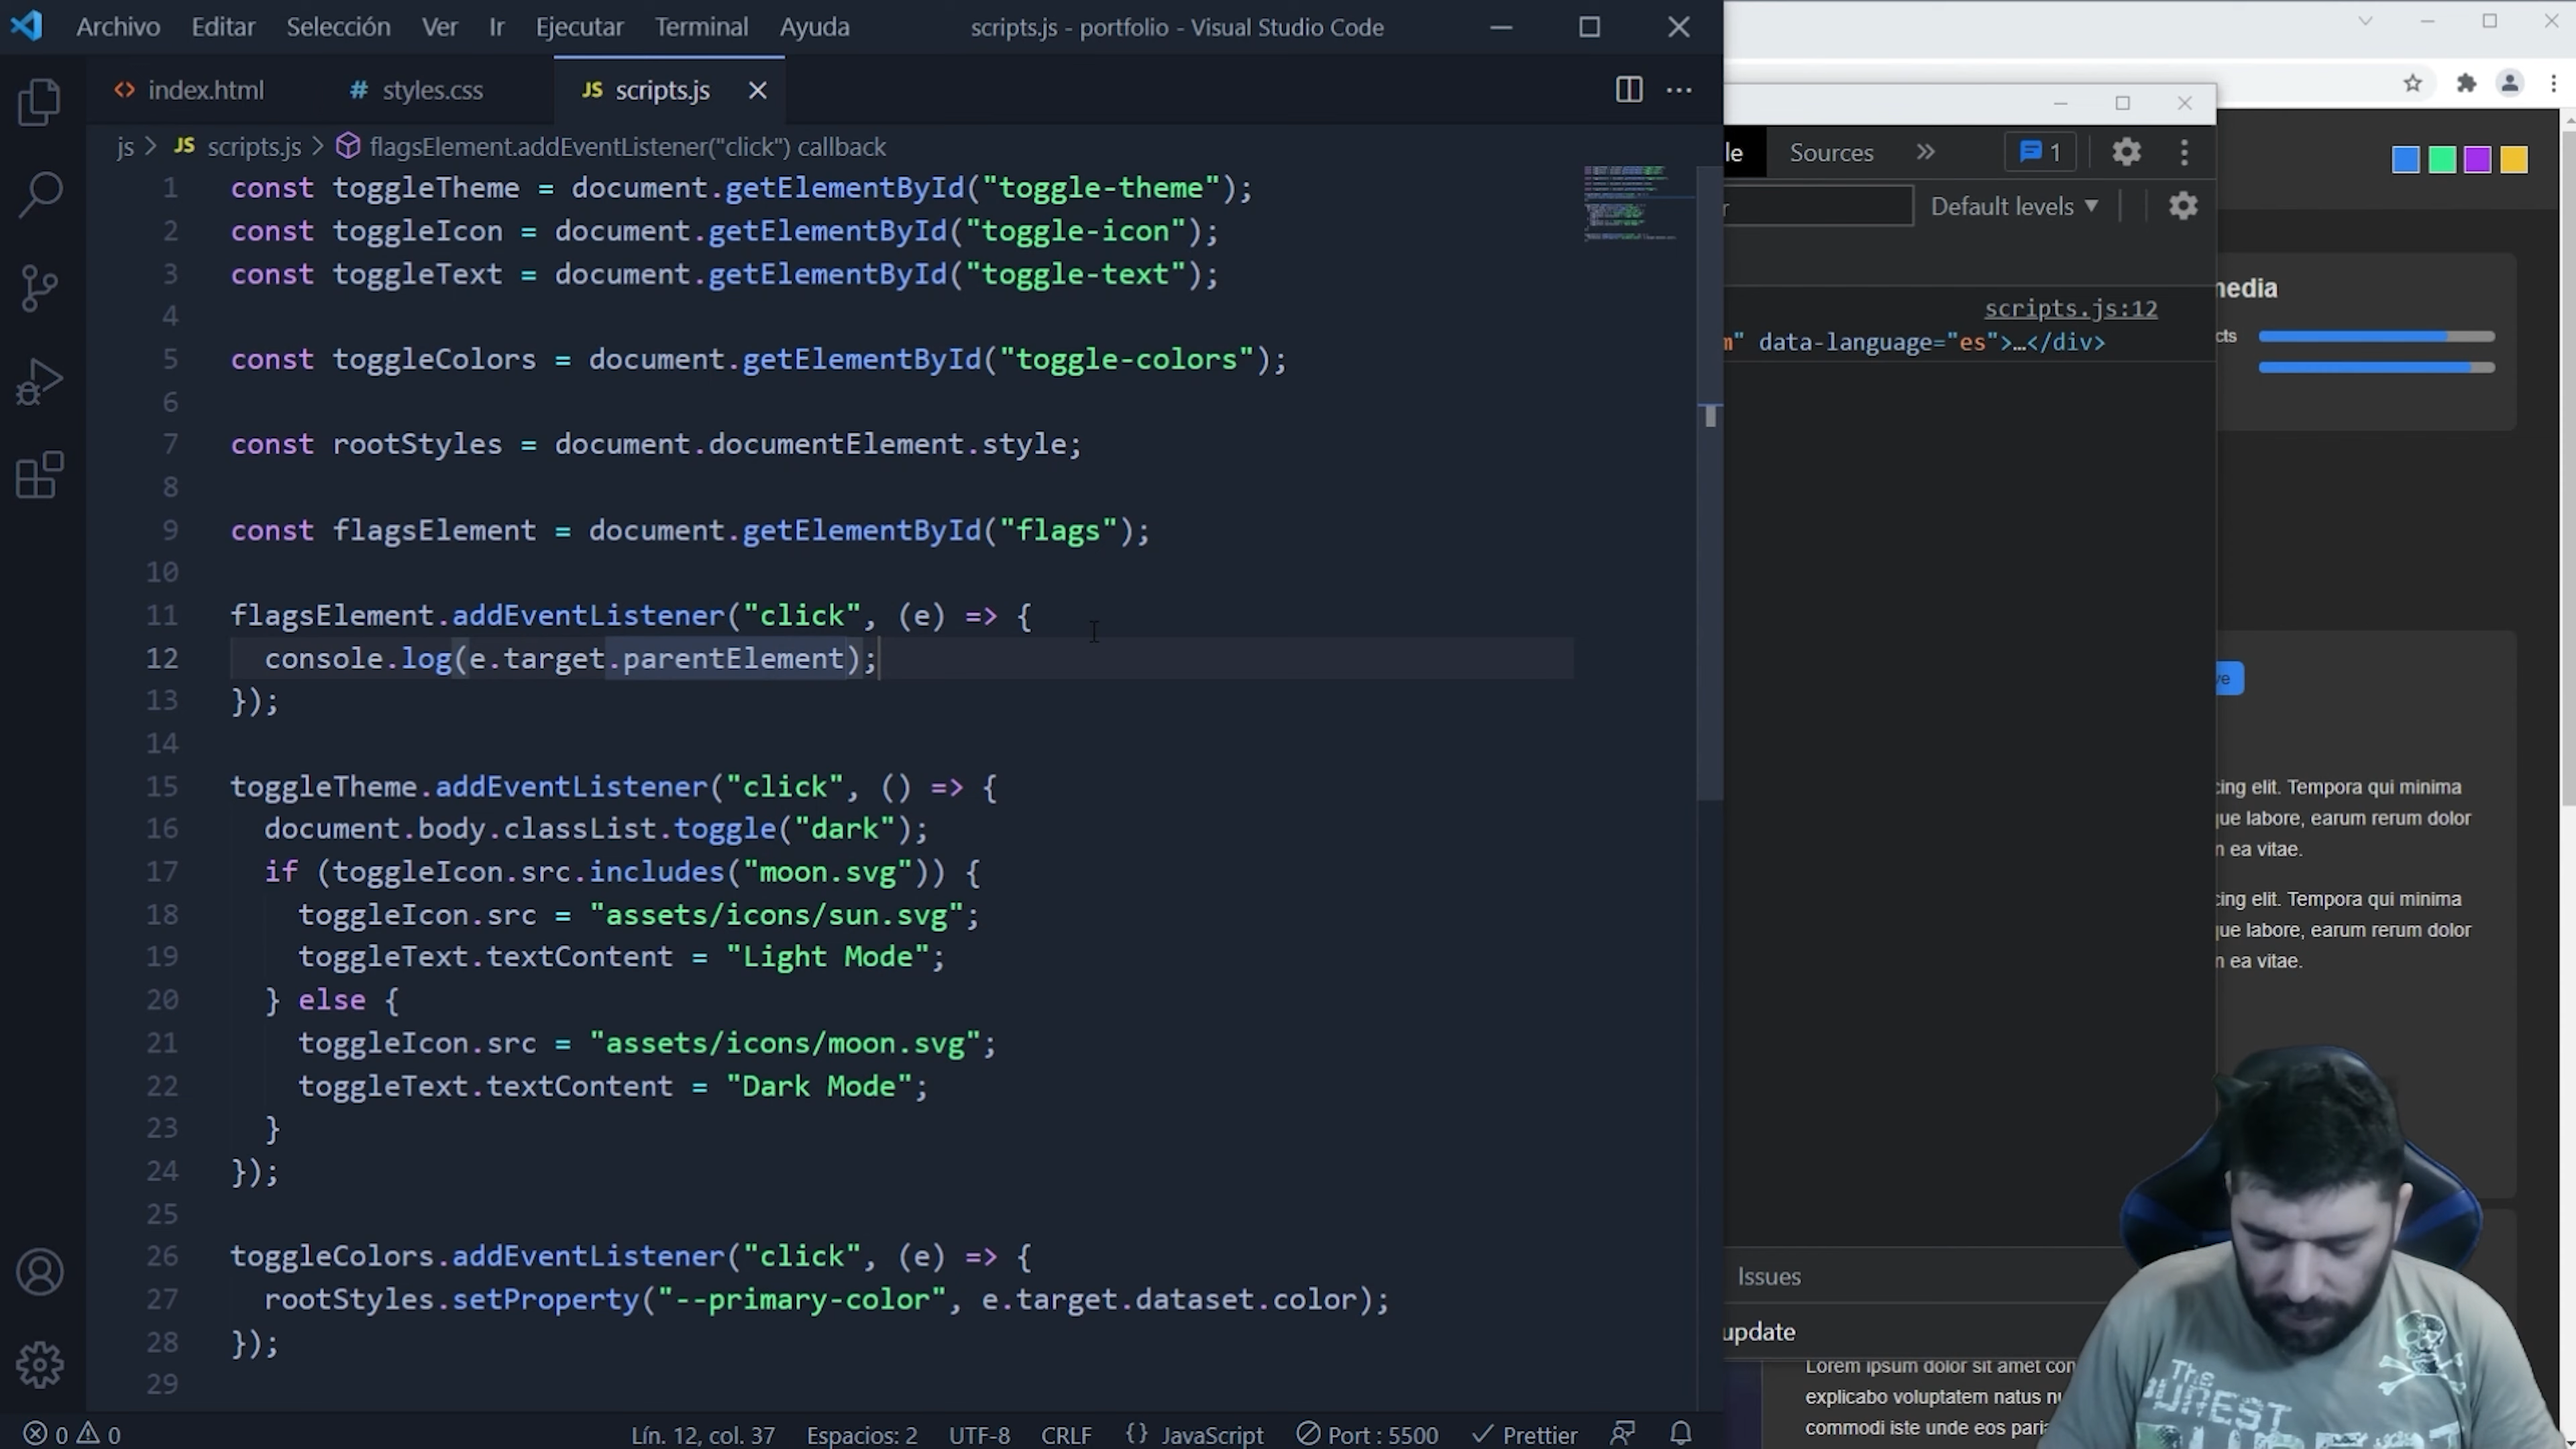 Archivo Editar Selección Ver Ir Ejecutar Terminal Ayuda scripts.js - portfolio - Visual Studio Code
<> index.html # styles.css JS scripts.js
js > JS scripts.js > flagsElement.addEventListener("click") callback
1 const toggleTheme = document.getElementById("toggle-theme");
2 const toggleIcon = document.getElementById("toggle-icon");
3 const toggleText = document.getElementById("toggle-text");
4
5 const toggleColors = document.getElementById("toggle-colors");
6
7 const rootStyles = document.documentElement.style;
8
9 const flagsElement = document.getElementById("flags");
10
11 flagsElement.addEventListener("click", (e) => {
12 console.log(e.target.parentElement);
13 });
14
15 toggleTheme.addEventListener("click", () => {
16 document.body.classList.toggle("dark");
17 if (toggleIcon.src.includes("moon.svg")) {
18 toggleIcon.src = "assets/icons/sun.svg";
19 toggleText.textContent = "Light Mode";
20 } else {
21 toggleIcon.src = "assets/icons/moon.svg";
22 toggleText.textContent = "Dark Mode";
23 }
24 });
25
26 toggleColors.addEventListener("click", (e) => {
27 rootStyles.setProperty("--primary-color", e.target.dataset.color);
28 });
29
0 0 Lín. 12, col. 37 Espacios: 2 UTF-8 CRLF {} JavaScript Port : 5500 Prettier
le Sources » 1
r Default levels ▼
scripts.js:12
m" data-language="es">…</div>
Issues
update
Lorem ipsum dolor sit amet con
explicabo voluptatem natus
commodi iste unde eos paria
media
cts
ve
cing elit. Tempora qui minima
que labore, earum rerum dolor
n ea vitae.
cing elit. Tempora qui minima
que labore, earum rerum dolor
n ea vitae.
The